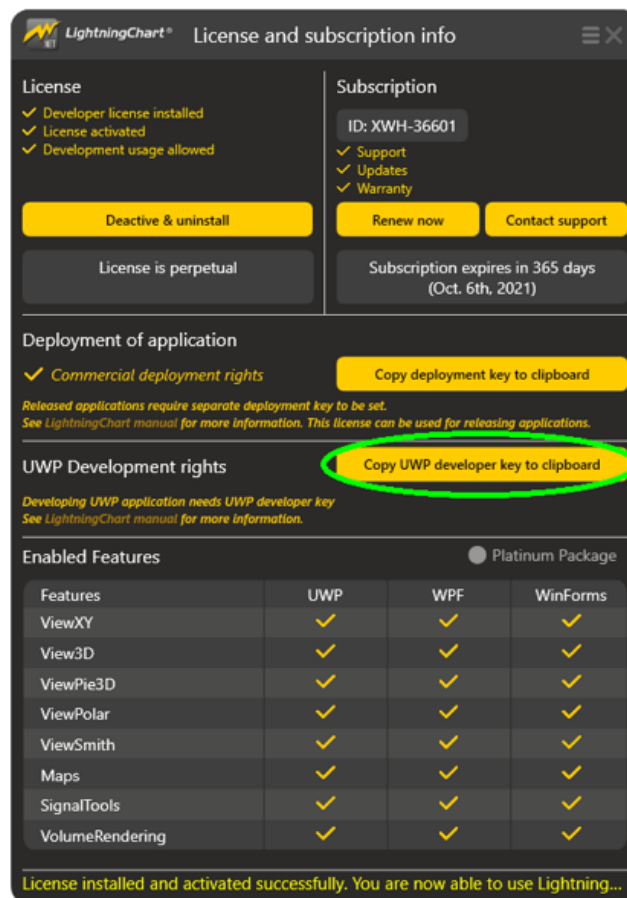 LightningChart® License and subscription info
.NET
License
Developer license installed
License activated
Development usage allowed
Deactive & uninstall
License is perpetual
Subscription
ID: XWH-36601
Support
Updates
Warranty
Renew now
Contact support
Subscription expires in 365 days
(Oct. 6th, 2021)
Deployment of application
Commercial deployment rights
Copy deployment key to clipboard
Released applications require separate deployment key to be set.
See LightningChart manual for more information. This license can be used for releasing applications.
UWP Development rights
Copy UWP developer key to clipboard
Developing UWP application needs UWP developer key
See LightningChart manual for more information.
Enabled Features
Platinum Package
Features UWP WPF WinForms
ViewXY
View3D
ViewPie3D
ViewPolar
ViewSmith
Maps
SignalTools
VolumeRendering
License installed and activated successfully. You are now able to use Lightning...